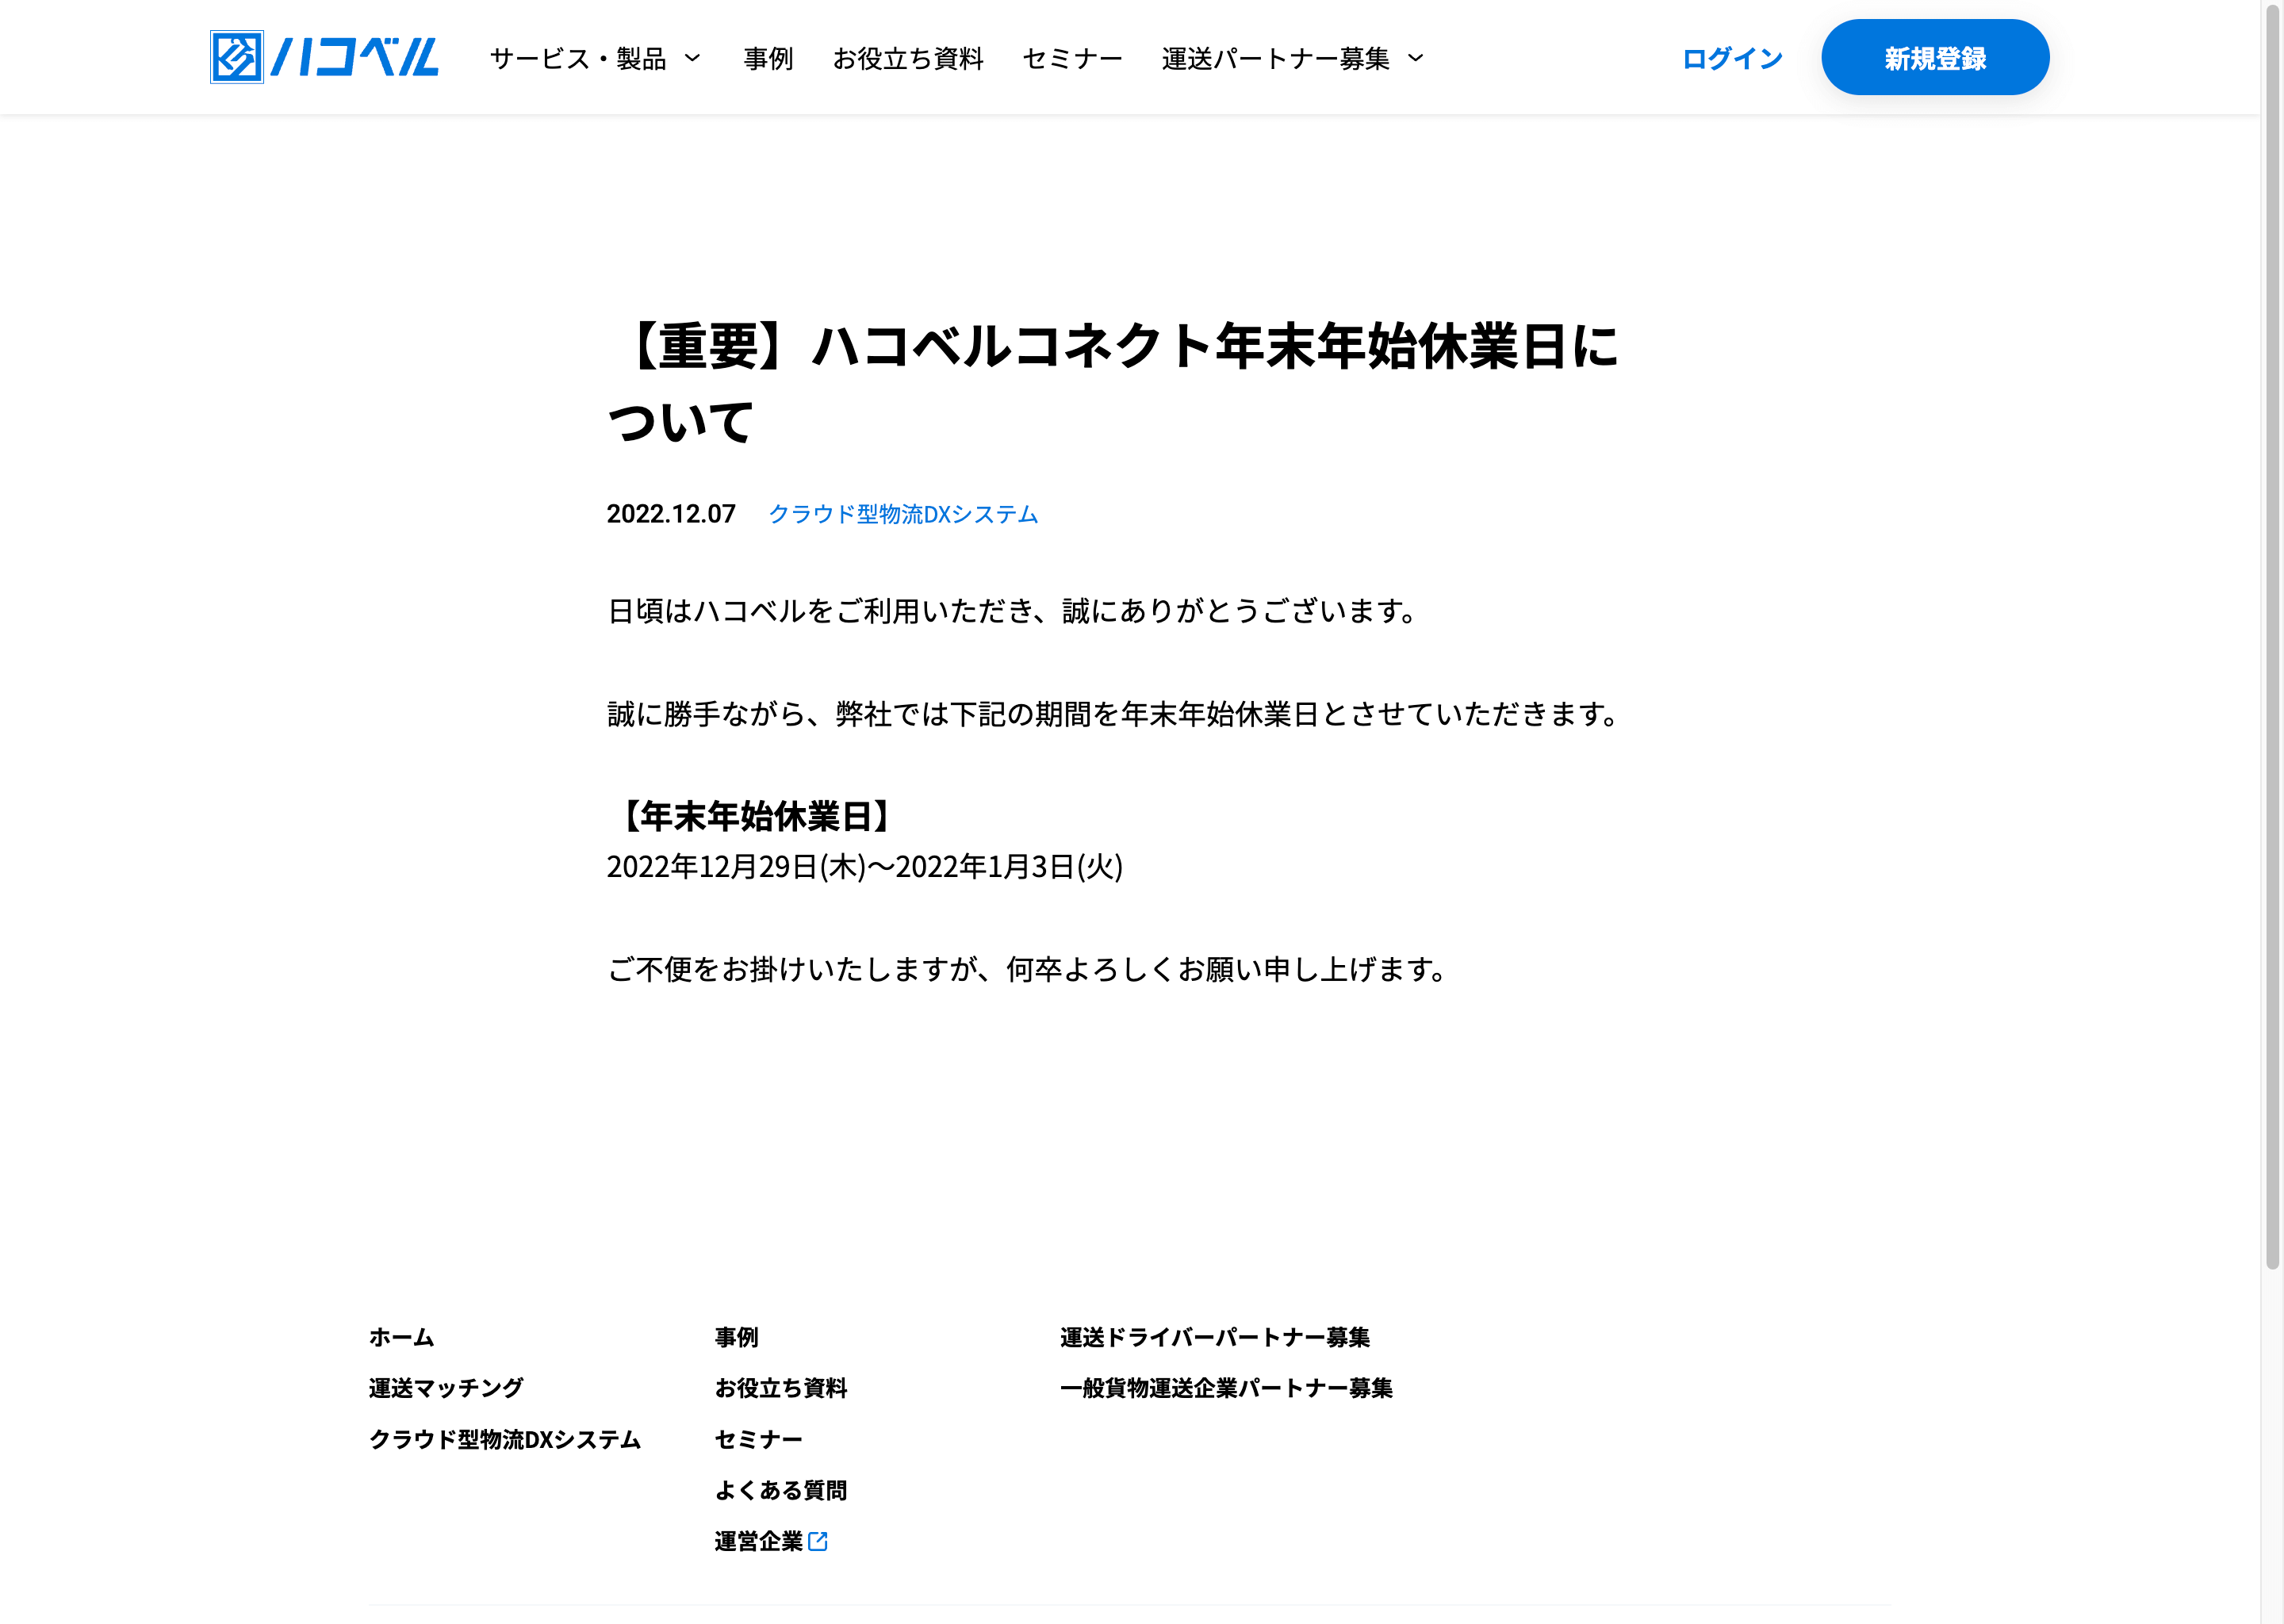 ハコベル
サービス・製品
事例
お役立ち資料
セミナー
運送パートナー募集
ログイン
新規登録
【重要】ハコベルコネクト年末年始休業日に
ついて
2022.12.07 クラウド型物流DXシステム
日頃はハコベルをご利用いただき、誠にありがとうございます。
誠に勝手ながら、弊社では下記の期間を年末年始休業日とさせていただきます。
【年末年始休業日】
2022年12月29日(木)〜2022年1月3日(火)
ご不便をお掛けいたしますが、何卒よろしくお願い申し上げます。
ホーム
運送マッチング
クラウド型物流DXシステム
事例
お役立ち資料
セミナー
よくある質問
運営企業
運送ドライバーパートナー募集
一般貨物運送企業パートナー募集